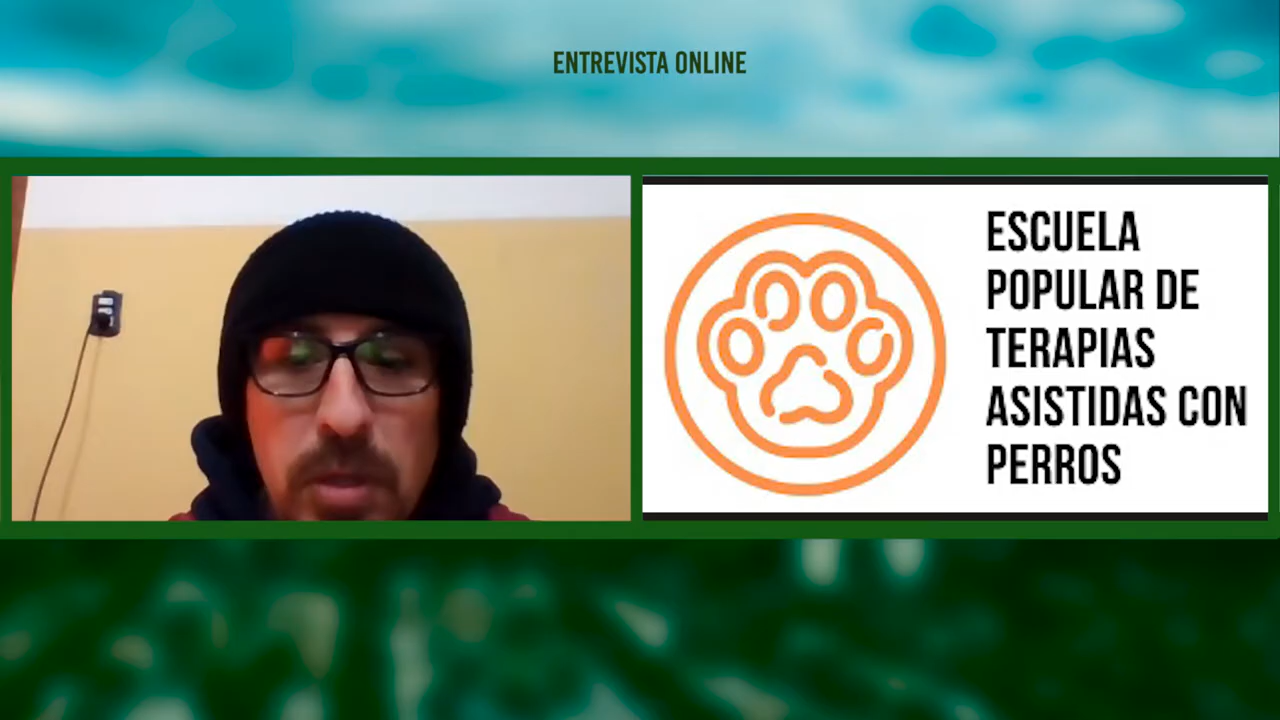 ENTREVISTA ONLINE
ESCUELA
POPULAR DE
TERAPIAS
ASISTIDAS CON
PERROS